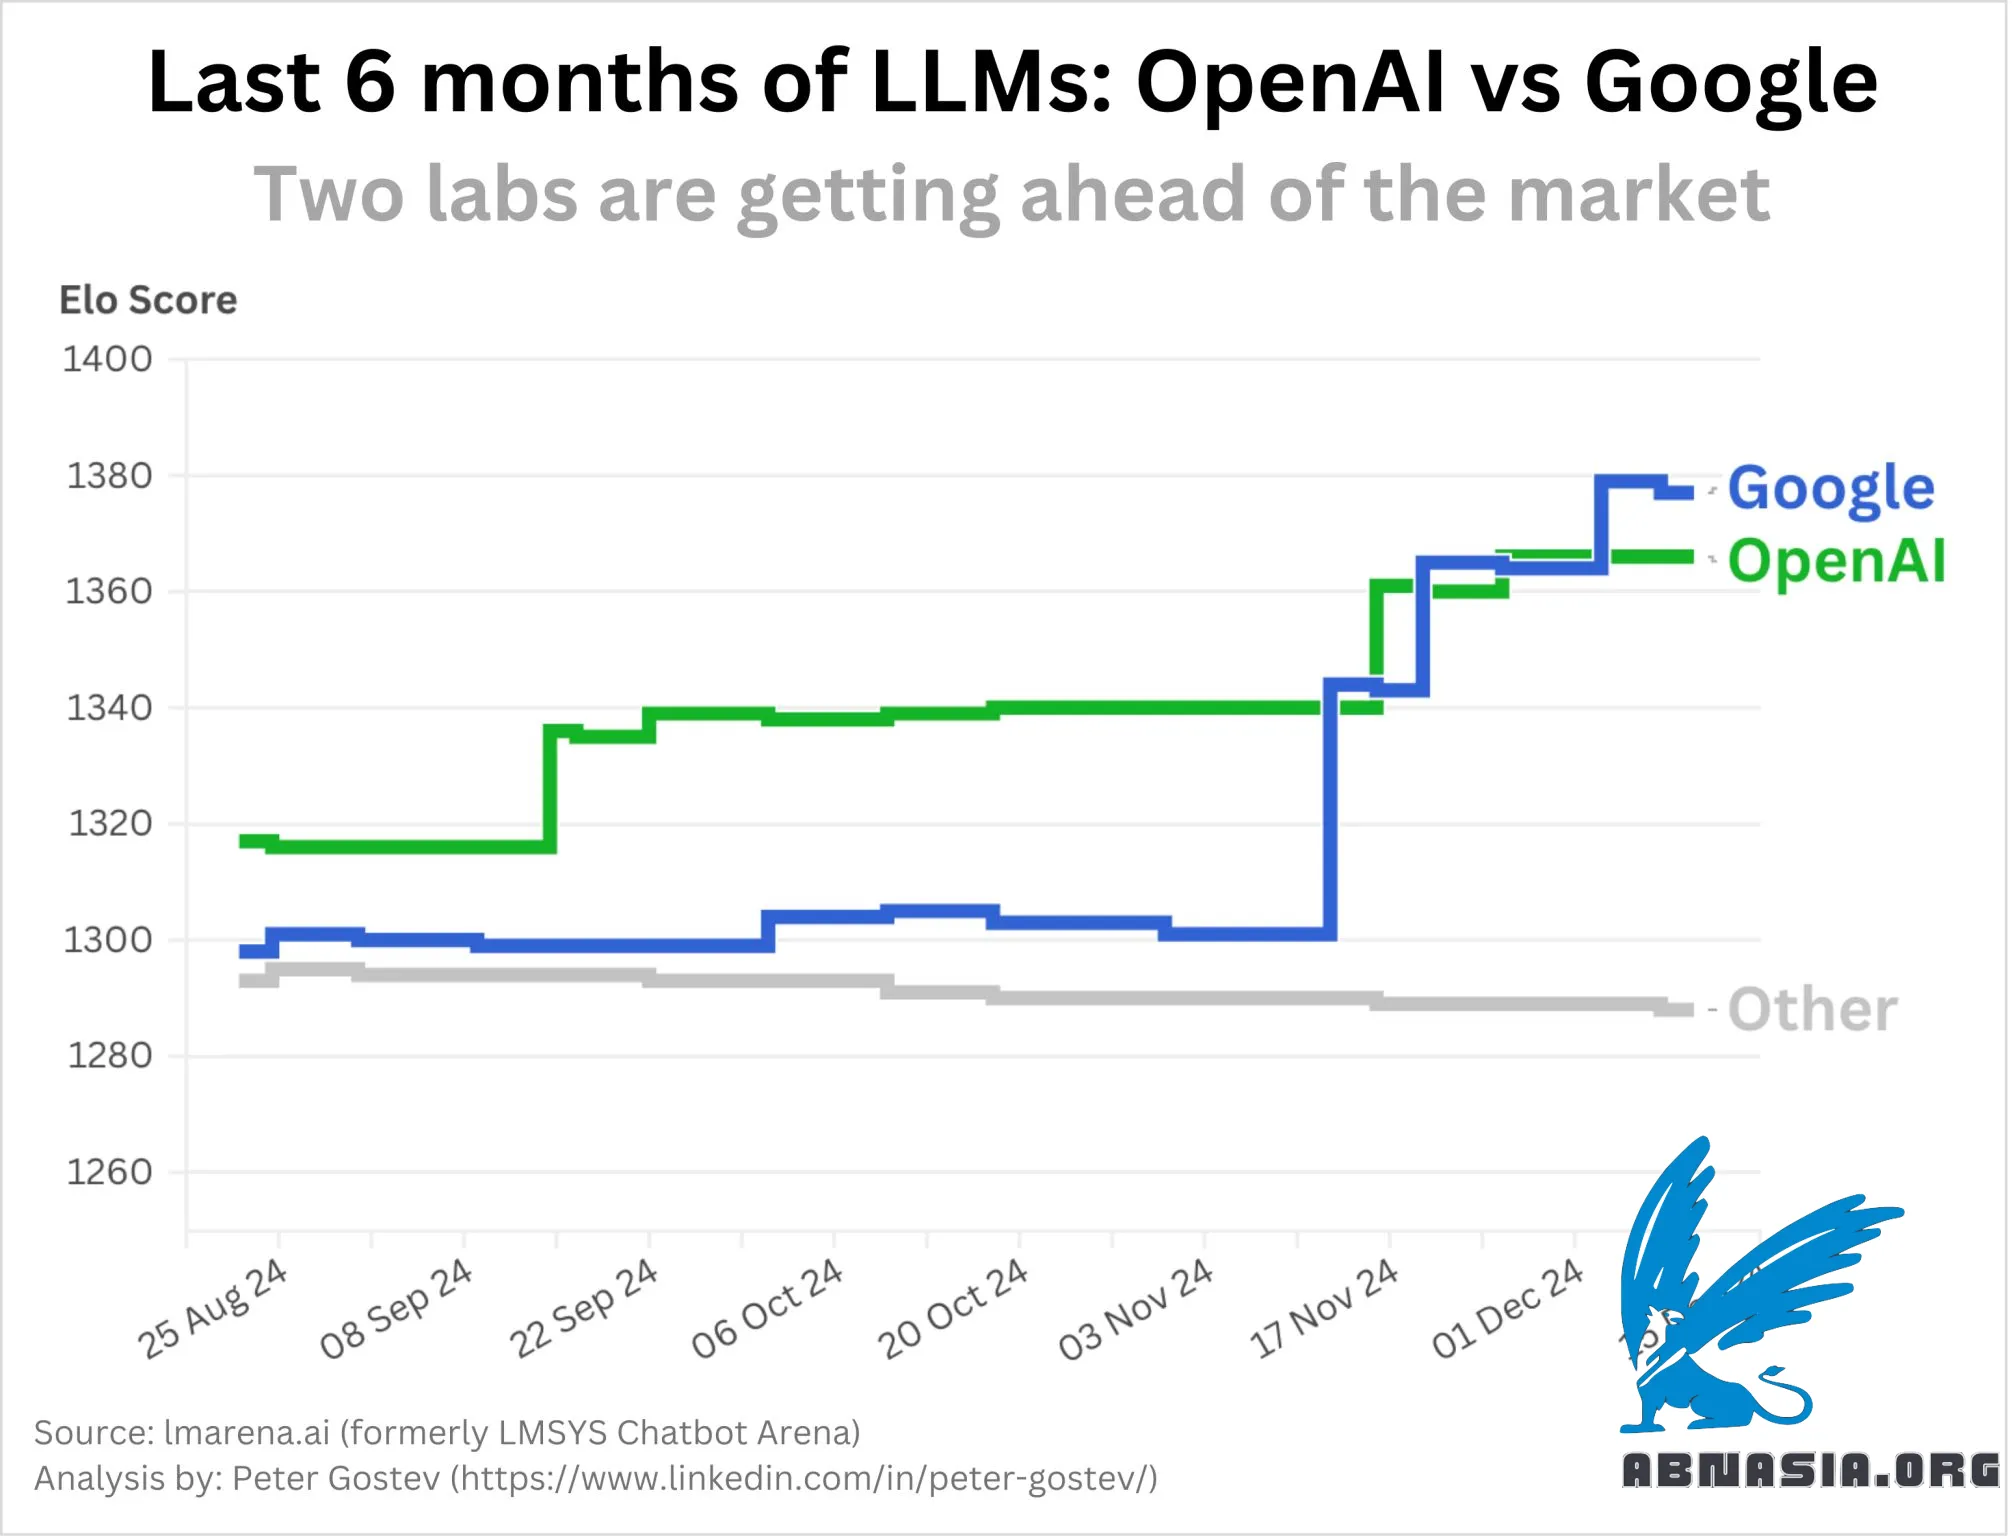 Last 6 months of LLMs: OpenAI vs Google
Two labs are getting ahead of the market
Elo Score
1400
1380
1360
1340
1320
1300
1280
1260
Google
OpenAI
Other
25 Aug 24
08 Sep 24
22 Sep 24
06 Oct 24
20 Oct 24
03 Nov 24
17 Nov 24
01 Dec 24
Source: lmarena.ai (formerly LMSYS Chatbot Arena)
Analysis by: Peter Gostev (https://www.linkedin.com/in/peter-gostev/)
ABNASIA.ORG